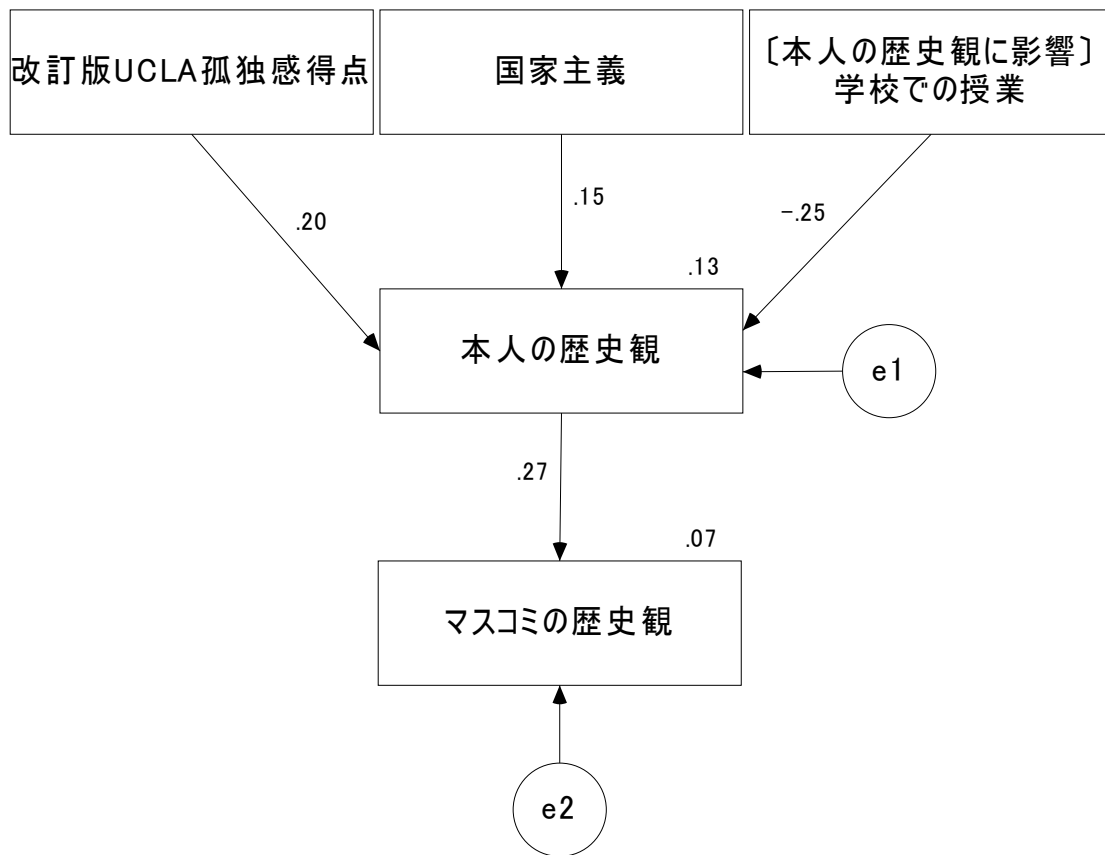 改訂版UCLA孤独感得点
国家主義
〔本人の歴史観に影響〕
学校での授業
.20
.15
-.25
.13
本人の歴史観
e1
.27
.07
マスコミの歴史観
e2